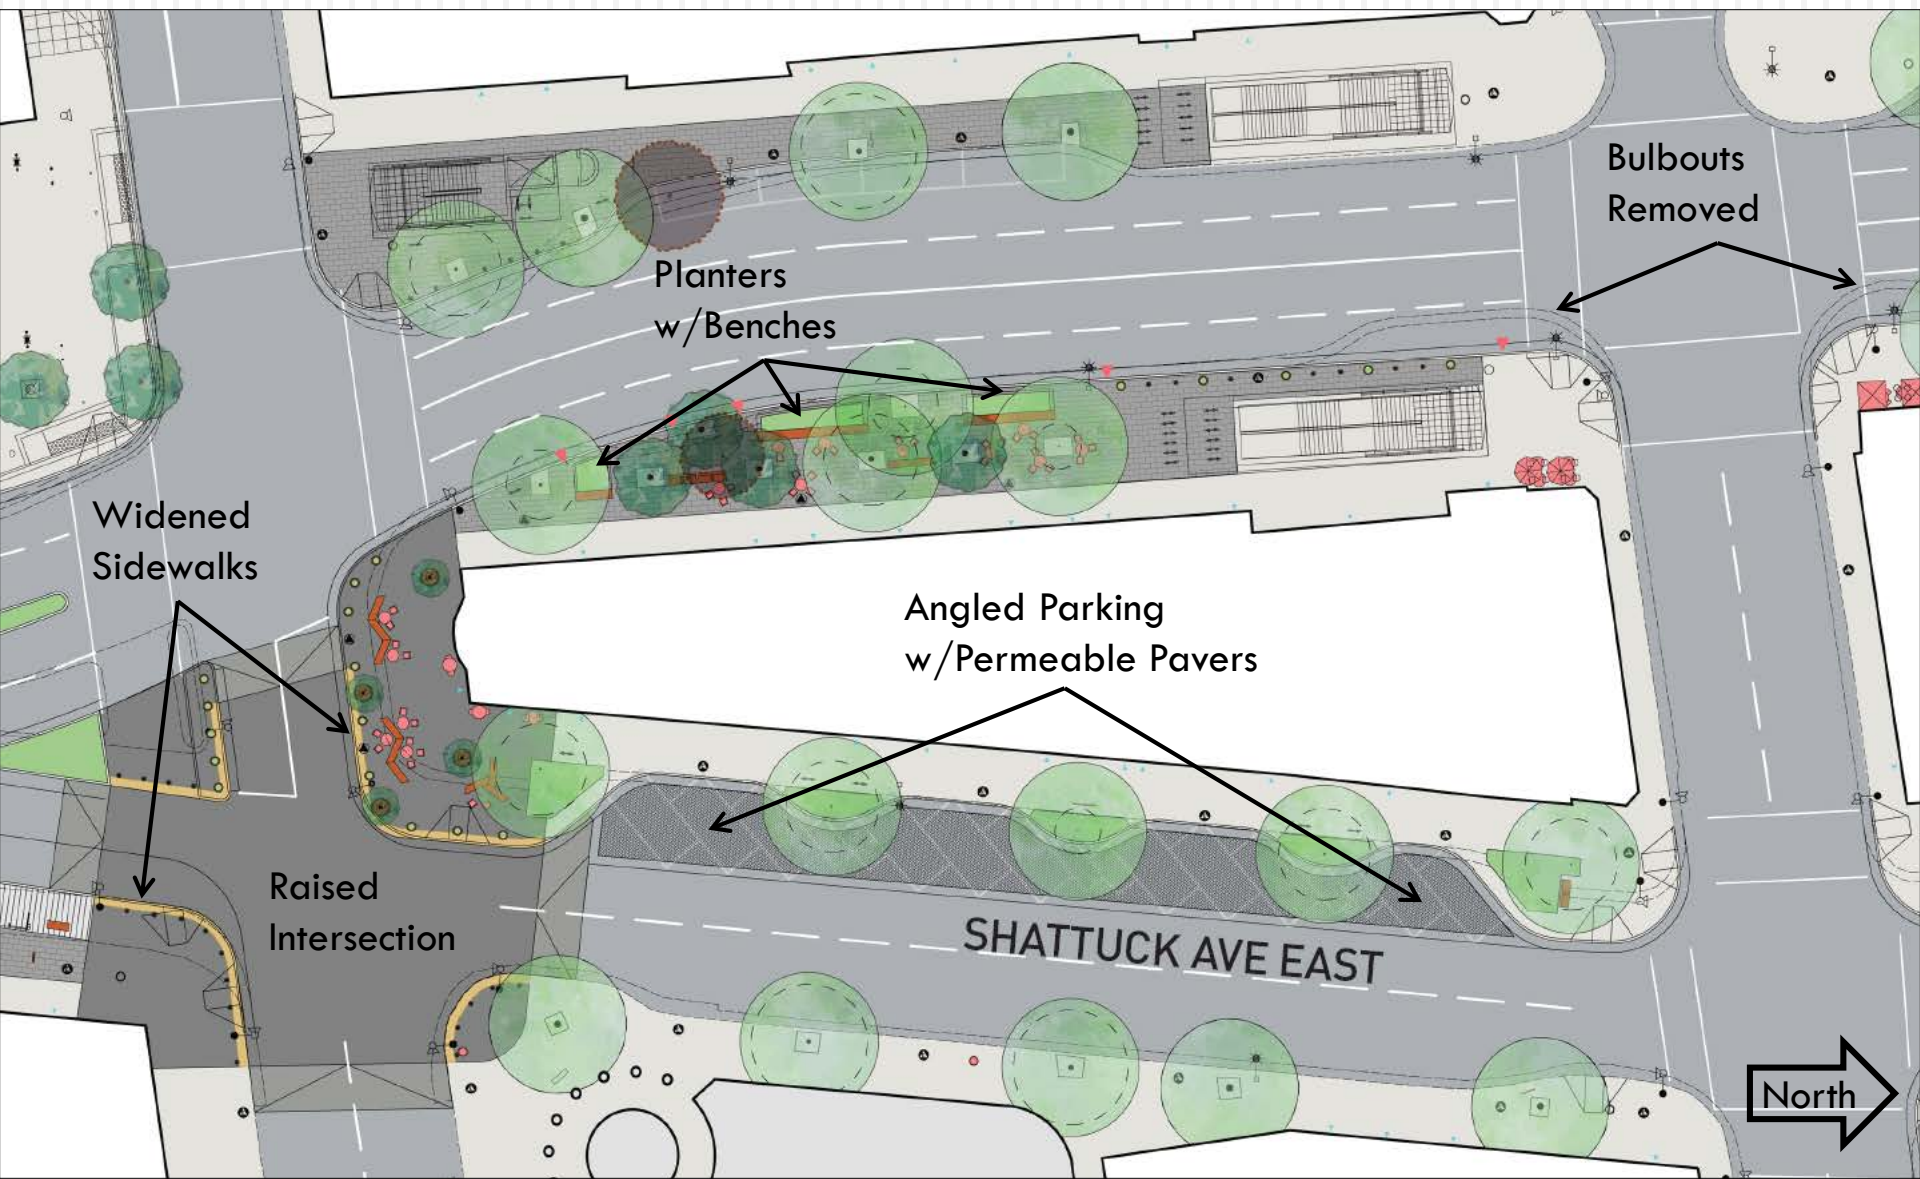 Bulbouts
Removed
Planters
w/Benches
Widened
Sidewalks
Angled Parking
w/Permeable Pavers
Raised
Intersection
SHATTUCK AVE EAST
North